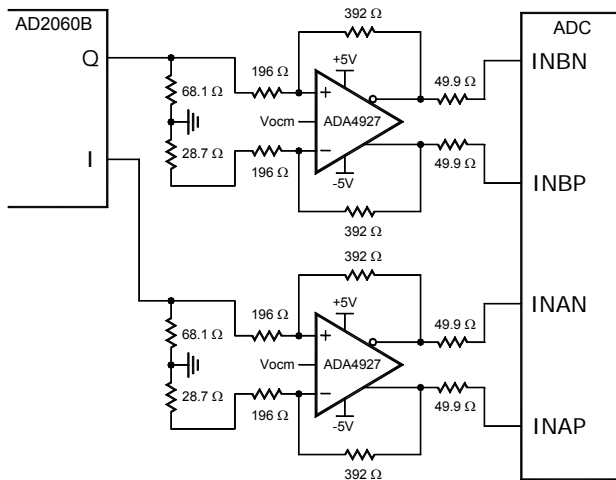 AD2060B
ADC
392 Ω
Q
196 Ω
+5V
49.9 Ω
INBN
68.1 Ω
+
Vocm
ADA4927
28.7 Ω
−
49.9 Ω
I
196 Ω
-5V
INBP
392 Ω
392 Ω
196 Ω
+5V
49.9 Ω
INAN
68.1 Ω
+
Vocm
ADA4927
28.7 Ω
−
49.9 Ω
196 Ω
-5V
INAP
392 Ω